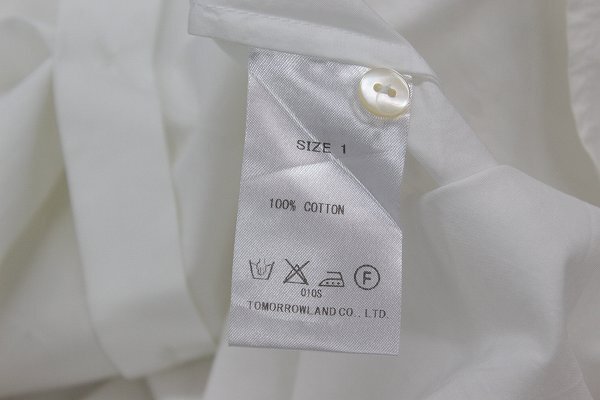 SIZE 1
100% COTTON
F
010S
TOMORROWLAND CO., LTD.